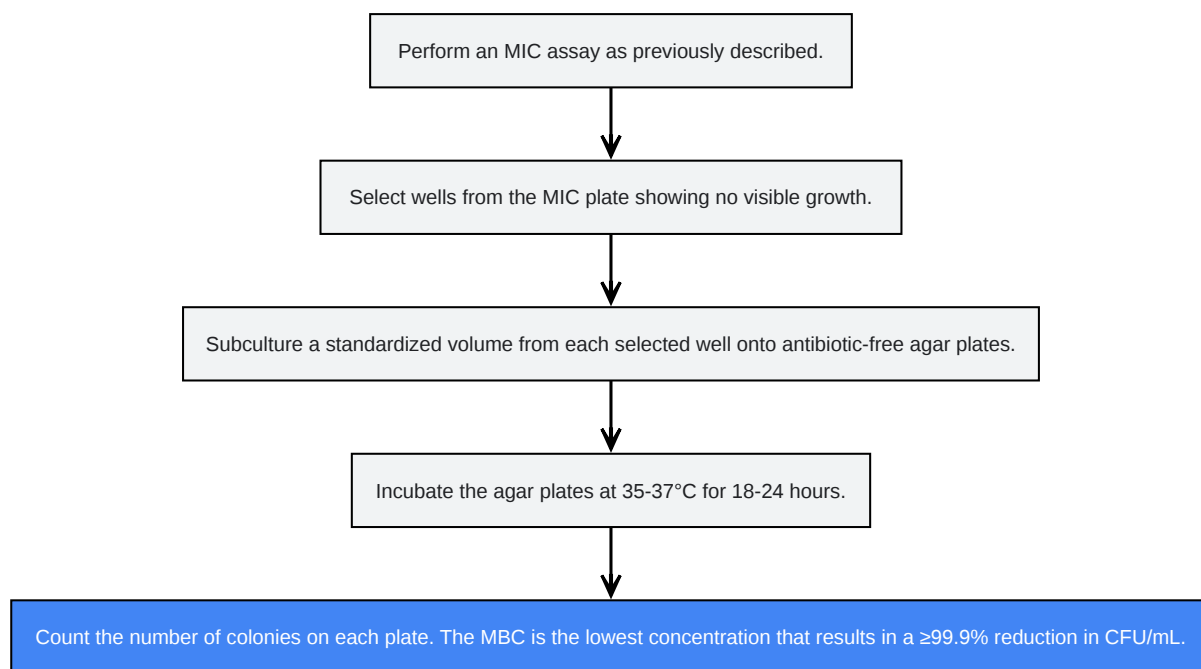 Perform an MIC assay as previously described.
Select wells from the MIC plate showing no visible growth.
Subculture a standardized volume from each selected well onto antibiotic-free agar plates.
Incubate the agar plates at 35-37°C for 18-24 hours.
Count the number of colonies on each plate. The MBC is the lowest concentration that results in a ≥99.9% reduction in CFU/mL.